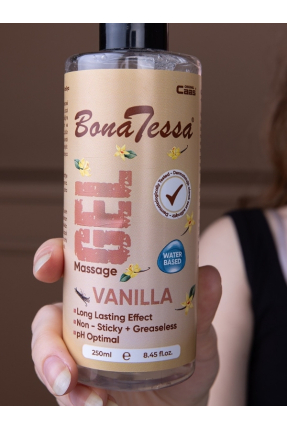 Caas
BonaTessa®
GEL
Massage
WATER
BASED
VANILLA
Long Lasting Effect
Non - Sticky + Greaseless
pH Optimal
250ml e 8.45 fl.oz.